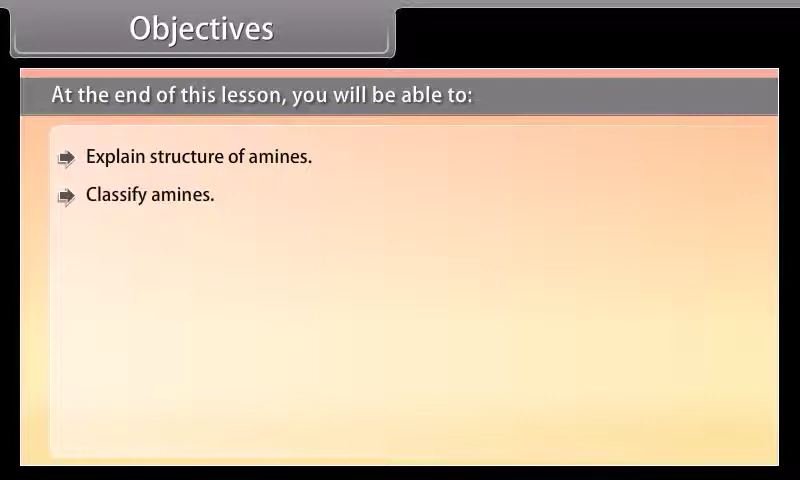 Objectives
At the end of this lesson, you will be able to:
Explain structure of amines.
Classify amines.